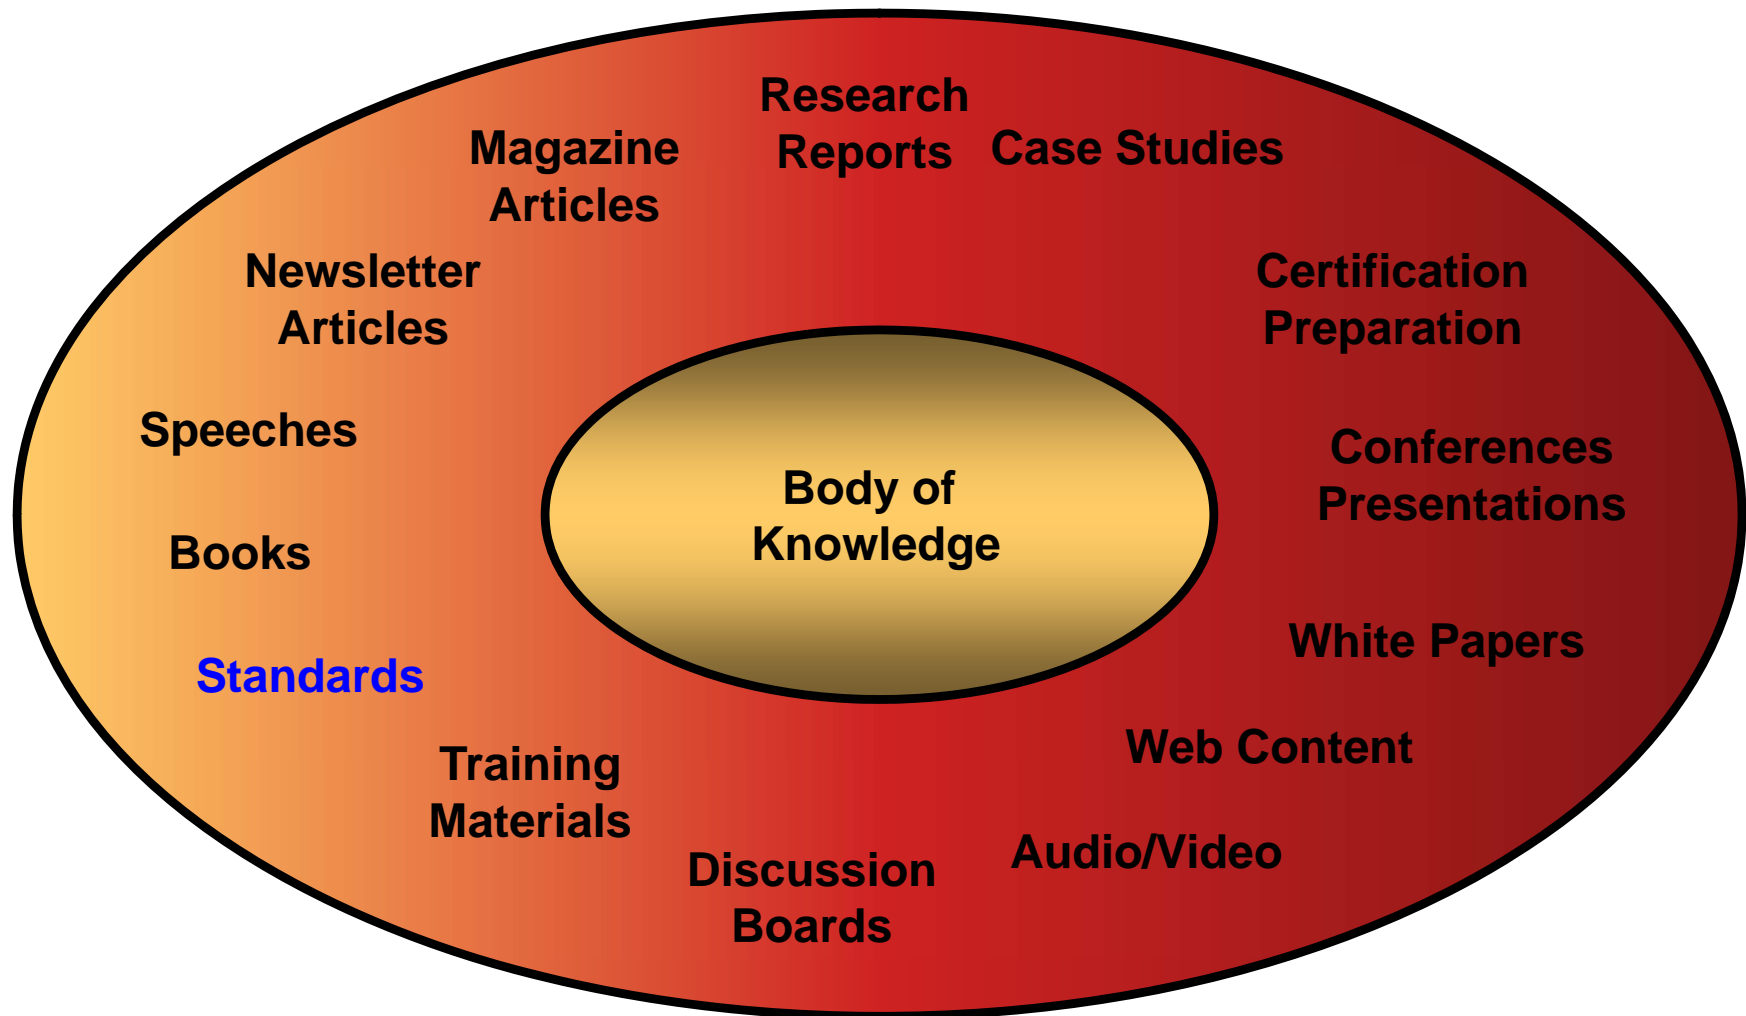 Research
Reports
Case Studies
Magazine
Articles
Newsletter
Articles
Certification
Preparation
Speeches
Conferences
Presentations
Body of
Knowledge
Books
White Papers
Standards
Web Content
Training
Materials
Audio/Video
Discussion
Boards